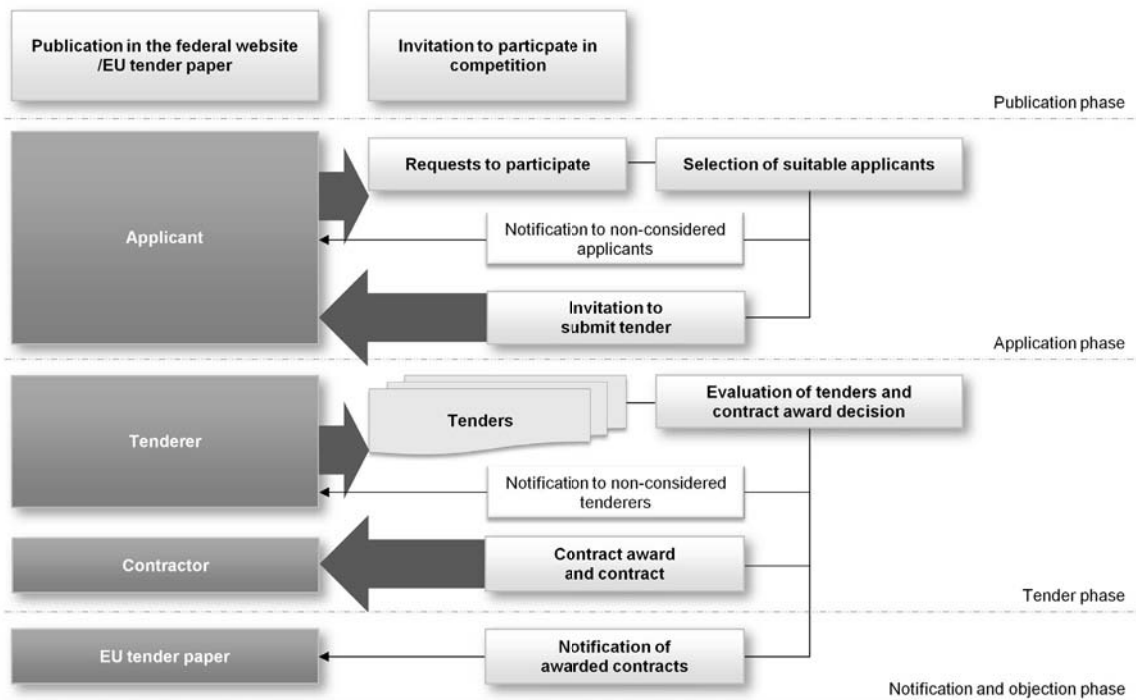 Publication in the federal website
/EU tender paper
Invitation to particpate in
competition
Publication phase
Applicant
Requests to participate
Selection of suitable applicants
Notification to non-considered
applicants
Invitation to
submit tender
Application phase
Tenderer
Tenders
Evaluation of tenders and
contract award decision
Notification to non-considered
tenderers
Contractor
Contract award
and contract
Tender phase
EU tender paper
Notification of
awarded contracts
Notification and objection phase